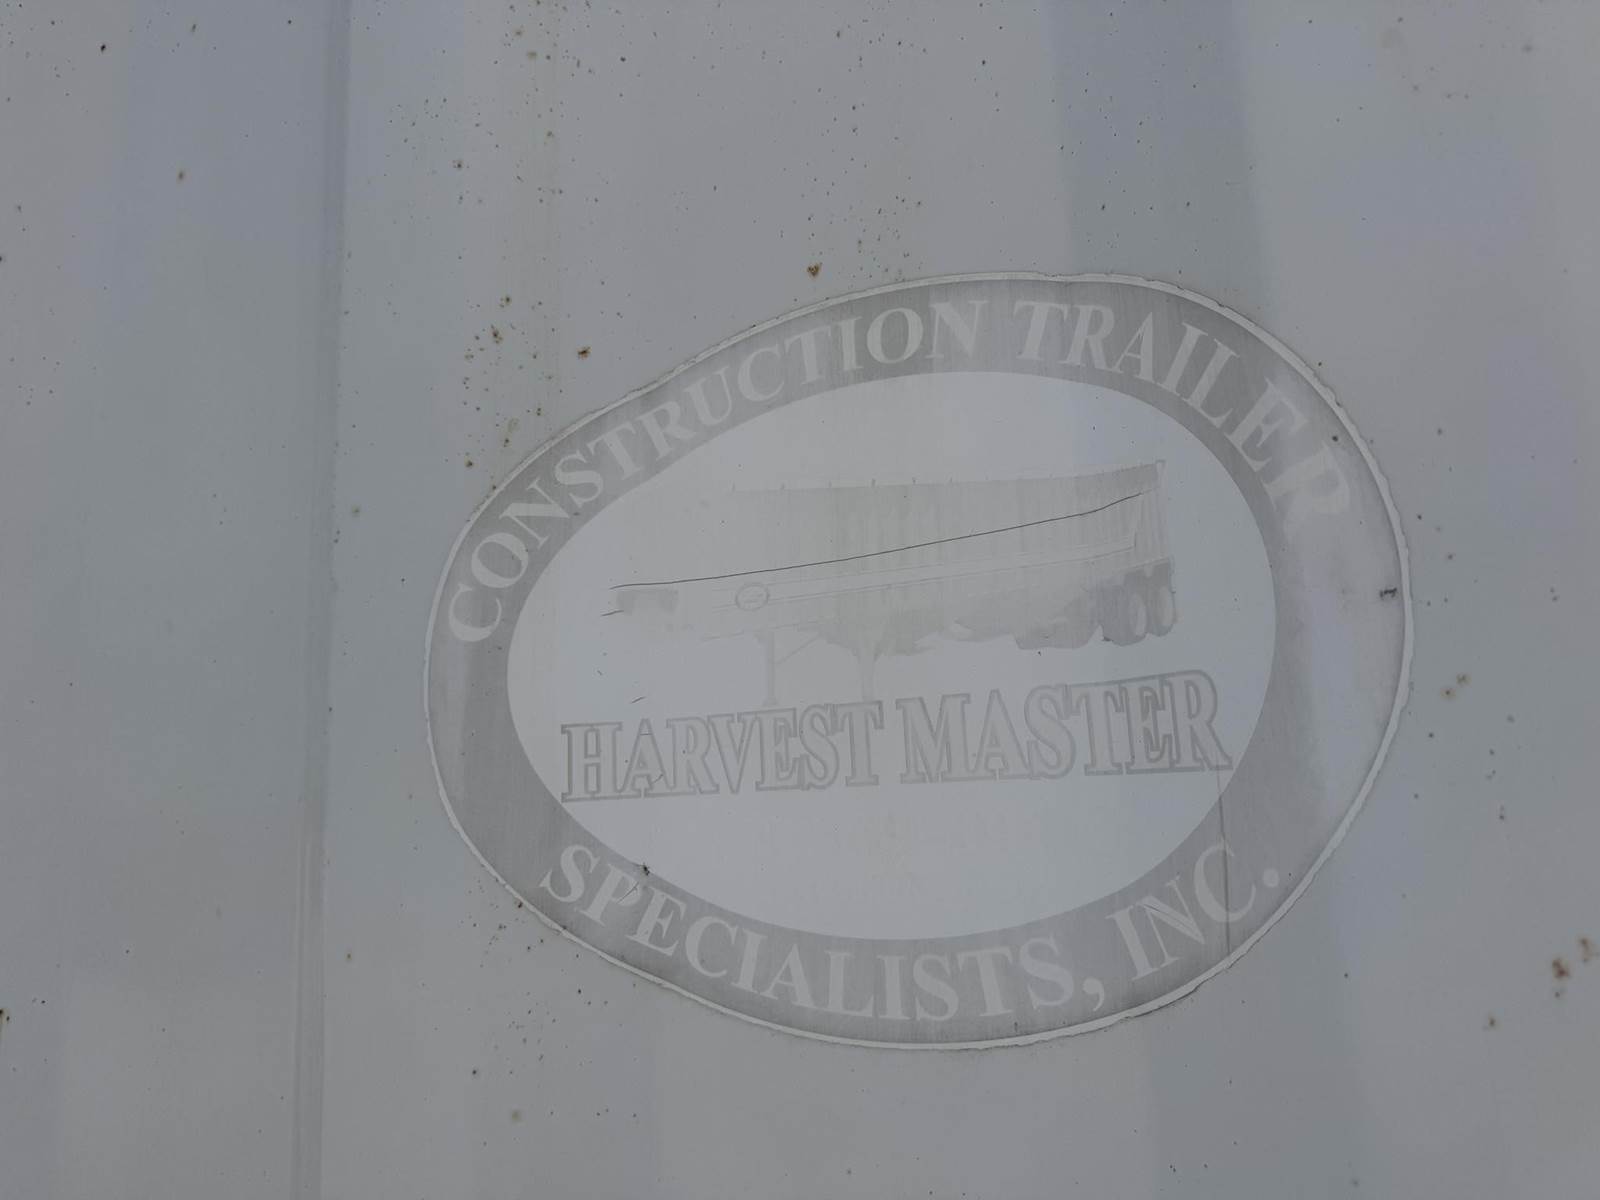 CONSTRUCTION TRAILER
HARVEST MASTER
SPECIALISTS, INC.